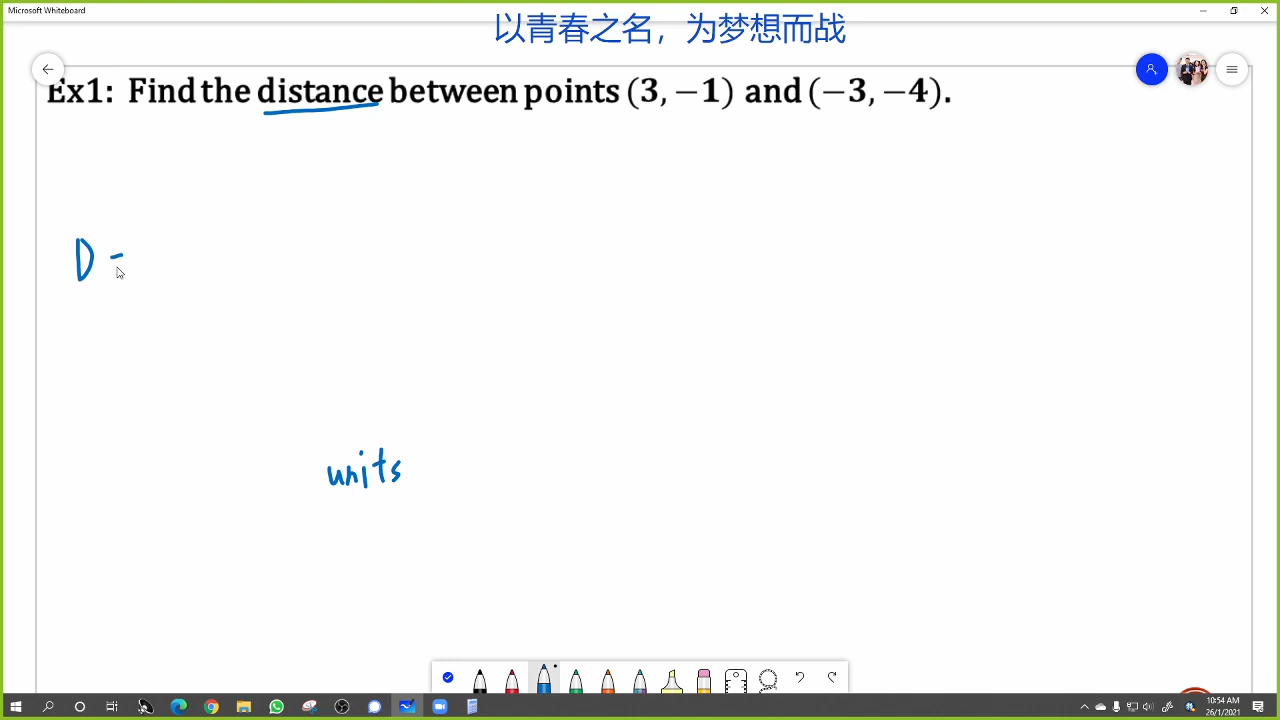 Microsoft Whiteboard
以青春之名，为梦想而战
Ex1: Find the distance between points (3, −1) and (−3, −4).
D =
units
10:54 AM
26/1/2021